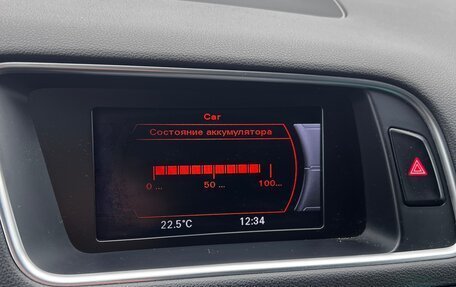 Car
Состояние аккумулятора
0 ... 50 ... 100...
22.5°C 12:34